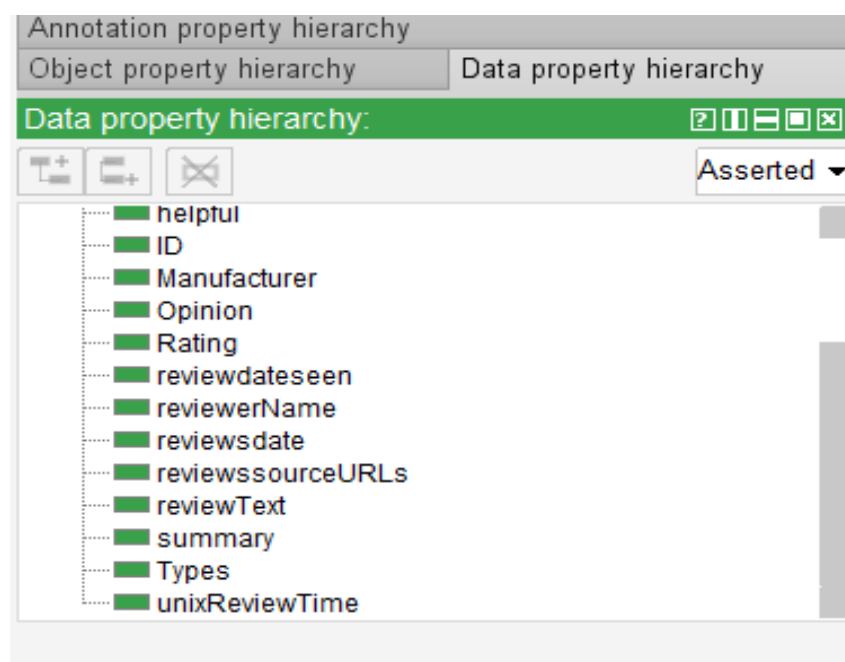 Annotation property hierarchy
Object property hierarchy Data property hierarchy
Data property hierarchy:
Asserted
helpful
ID
Manufacturer
Opinion
Rating
reviewdateseen
reviewerName
reviewsdate
reviewssourceURLs
reviewText
summary
Types
unixReviewTime